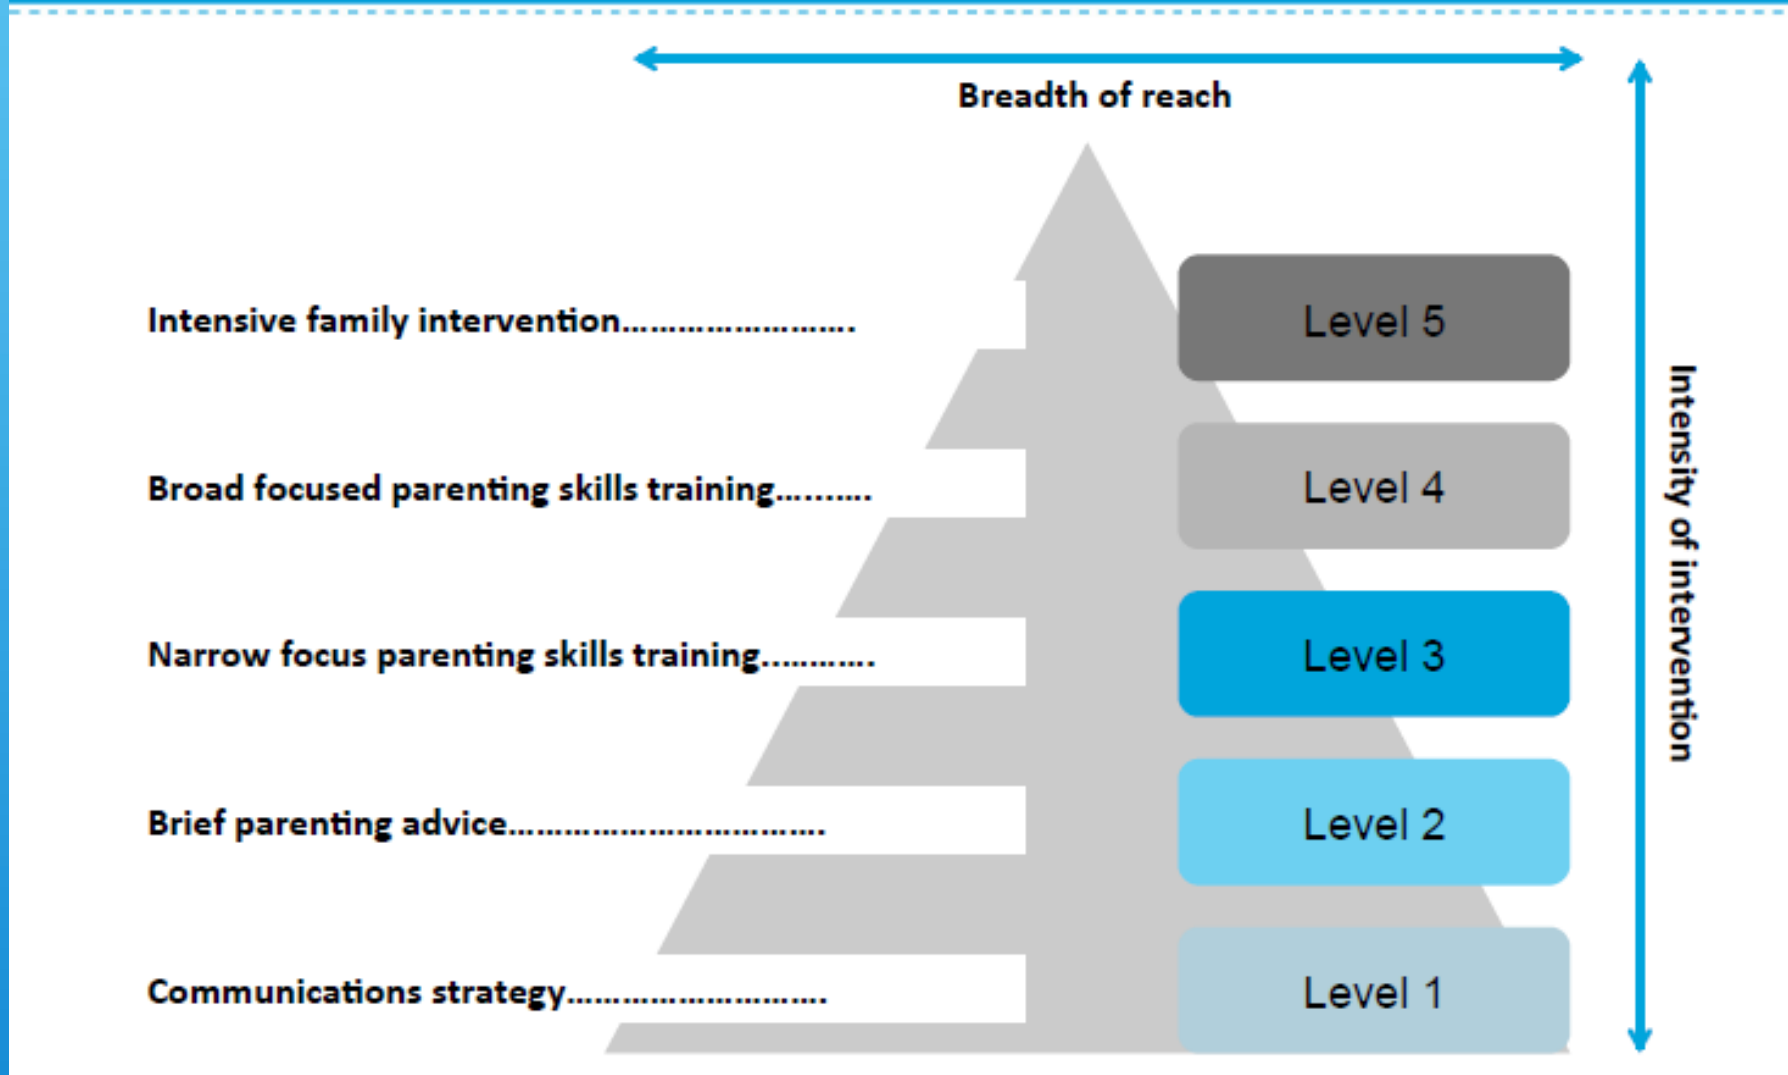 Breadth of reach
Intensive family intervention…………………….
Level 5
Broad focused parenting skills training….…….
Level 4
Narrow focus parenting skills training…………
Level 3
Brief parenting advice…………………………….
Level 2
Communications strategy……………………….
Level 1
Intensity of intervention